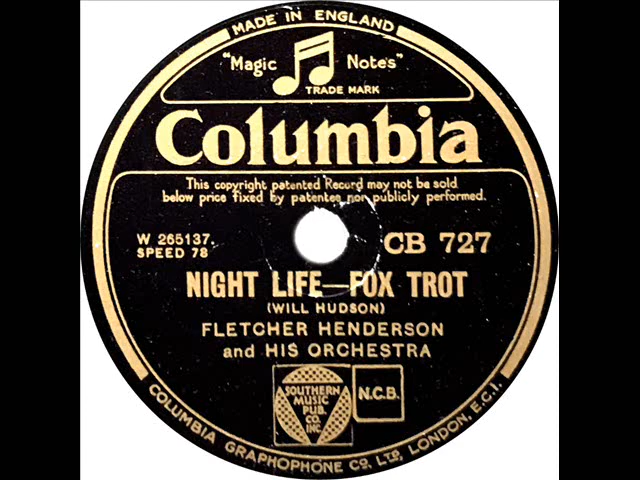 MADE IN ENGLAND
"Magic Notes"
TRADE MARK
Columbia
This copyright patented Record may not be sold
below price fixed by patentee nor publicly performed.
W 265137.
SPEED 78
CB 727
NIGHT LIFE—FOX TROT
(WILL HUDSON)
FLETCHER HENDERSON
and HIS ORCHESTRA
SOUTHERN
MUSIC
PUB.
CO.
INC.
N.C.B.
COLUMBIA GRAPHOPHONE CO. LTD, LONDON, E.C.1.